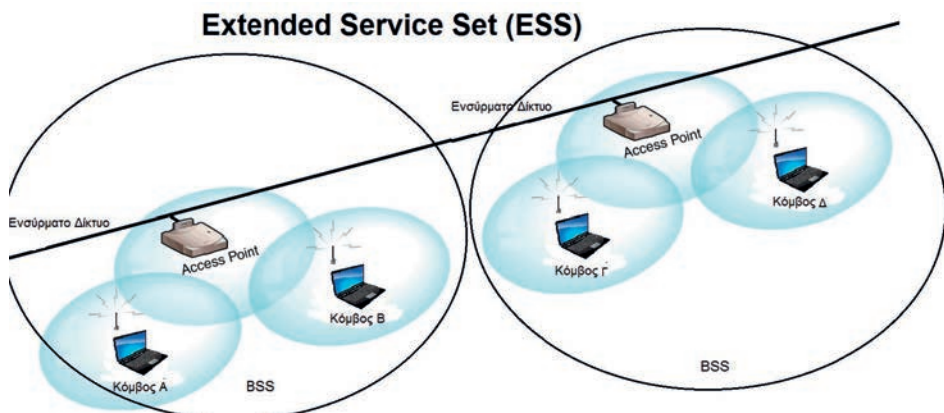 Extended Service Set (ESS)
Ενσύρματο Δίκτυο
Access Point
Κόμβος Δ
Κόμβος Γ
BSS
Ενσύρματο Δίκτυο
Access Point
Κόμβος Β
Κόμβος Α
BSS